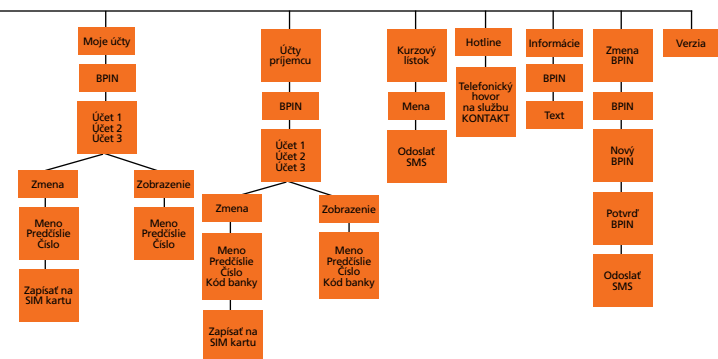 Moje účty
BPIN
Účet 1
Účet 2
Účet 3
Zmena
Meno
Predčíslie
Číslo
Zapísať na
SIM kartu
Zobrazenie
Meno
Predčíslie
Číslo
Účty
príjemcu
BPIN
Účet 1
Účet 2
Účet 3
Zmena
Meno
Predčíslie
Číslo
Kód banky
Zapísať na
SIM kartu
Zobrazenie
Meno
Predčíslie
Číslo
Kód banky
Kurzový
lístok
Mena
Odoslať
SMS
Hotline
Telefonický
hovor
na službu
KONTAKT
Informácie
BPIN
Text
Zmena
BPIN
BPIN
Nový
BPIN
Potvrď
BPIN
Odoslať
SMS
Verzia